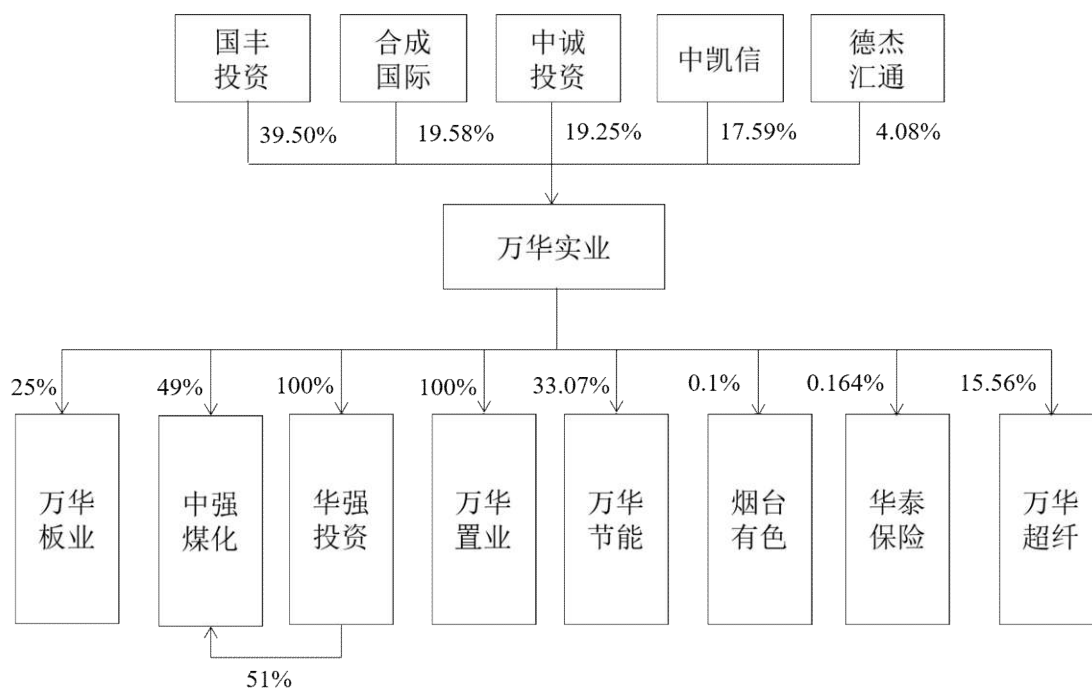 国丰
投资
合成
国际
中诚
投资
中凯信
德杰
汇通
39.50%
19.58%
19.25%
17.59%
4.08%
万华实业
25%
49%
100%
100%
33.07%
0.1%
0.164%
15.56%
万华
板业
中强
煤化
华强
投资
万华
置业
万华
节能
烟台
有色
华泰
保险
万华
超纤
51%